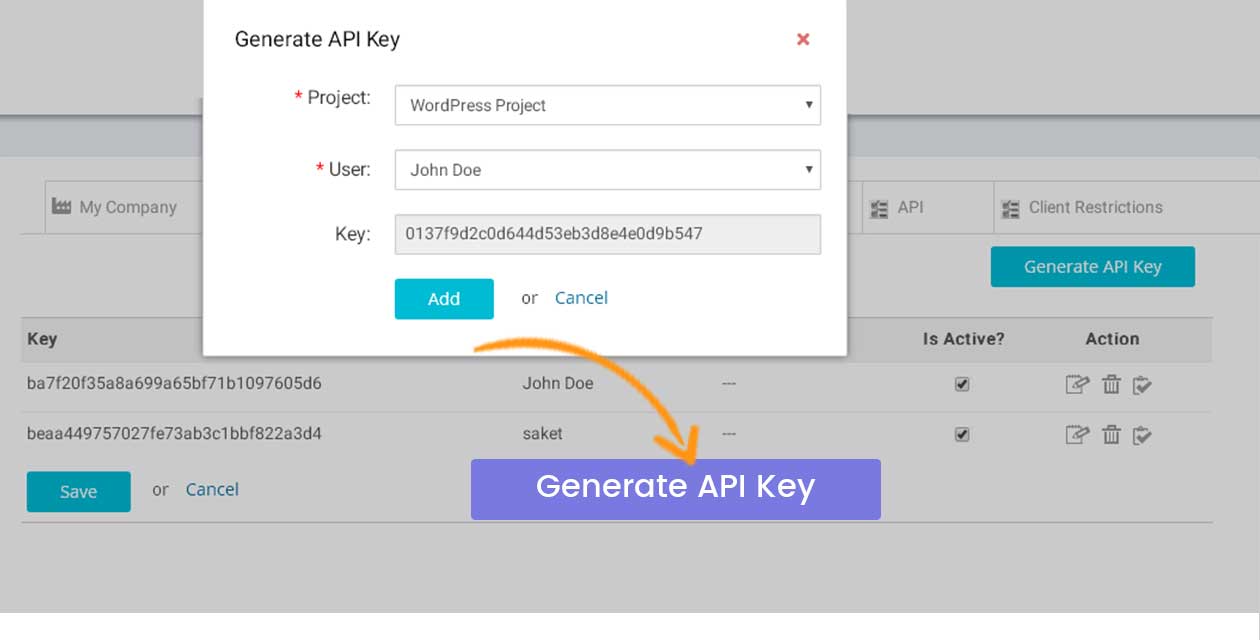 Generate API Key
* Project:
WordPress Project
* User:
John Doe
Key:
0137f9d2c0d644d53eb3d8e4e0d9b547
Add or Cancel
My Company
API
Client Restrictions
Generate API Key
Key Is Active? Action
ba7f20f35a8a699a65bf71b1097605d6 John Doe ---
beaa449757027fe73ab3c1bbf822a3d4 saket ---
Save or Cancel
Generate API Key